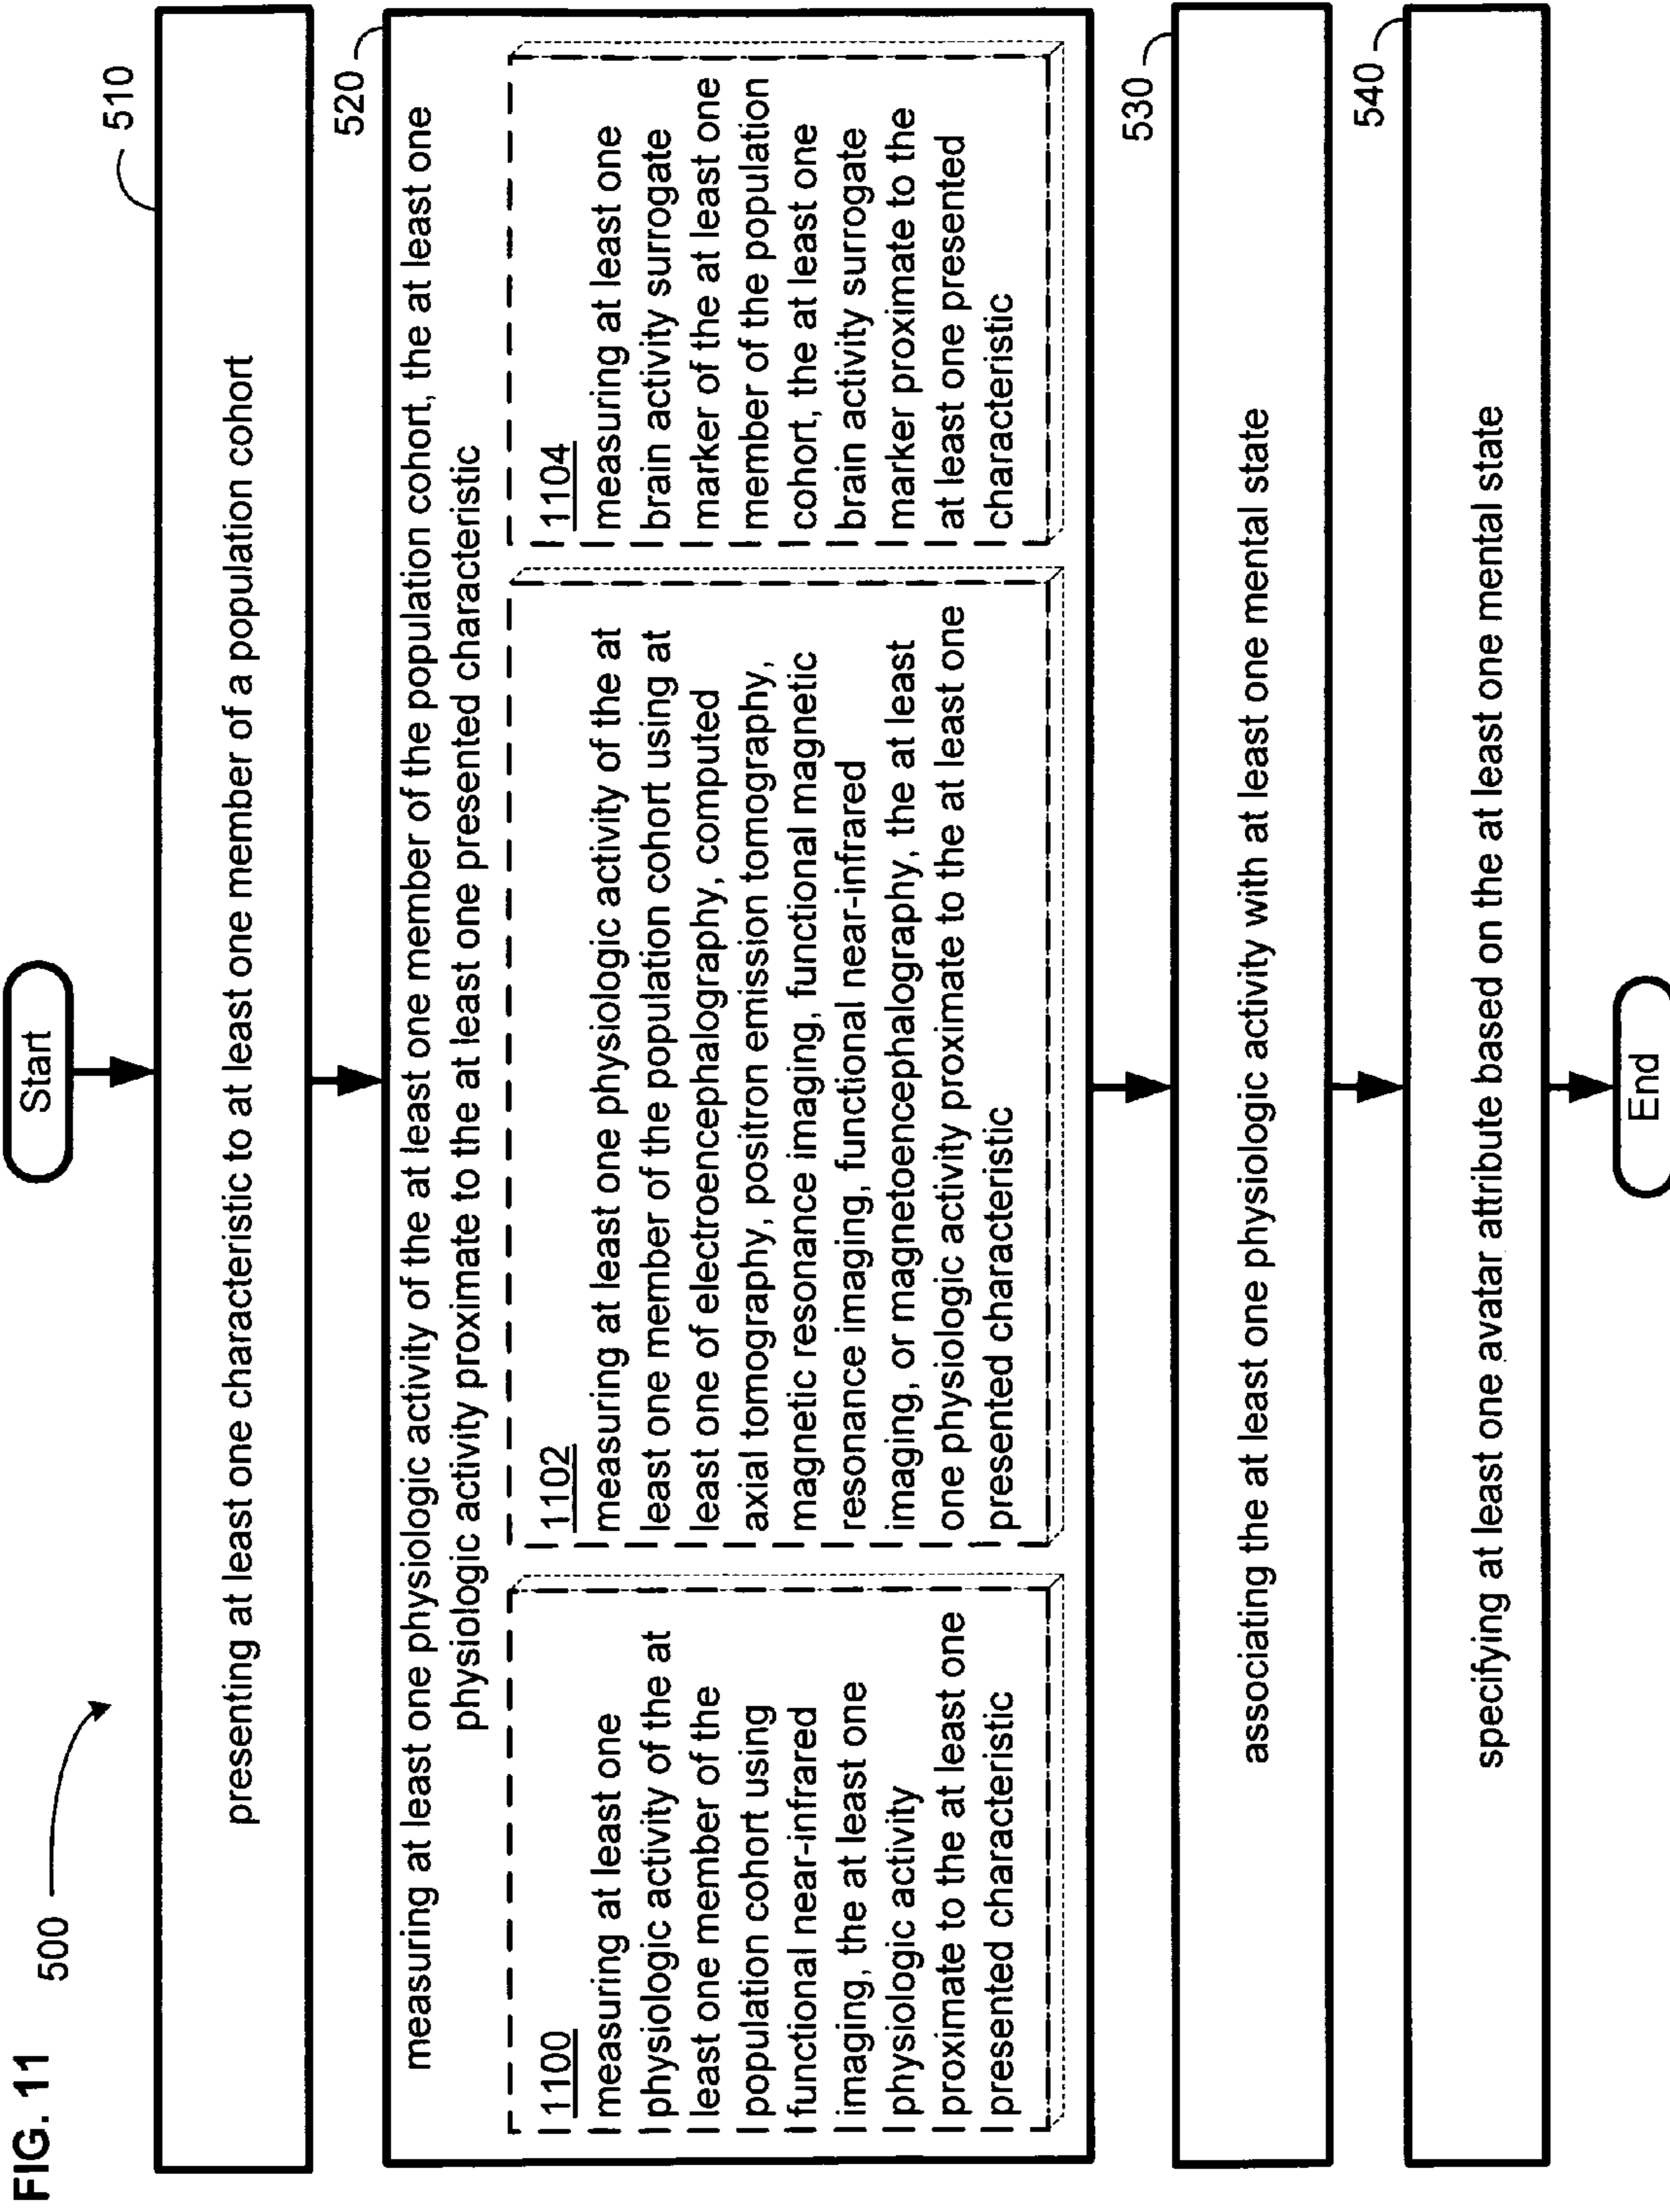 FIG. 11
500
Start
510
presenting at least one characteristic to at least one member of a population cohort
520
measuring at least one physiologic activity of the at least one member of the population cohort, the at least one
physiologic activity proximate to the at least one presented characteristic
1100
measuring at least one
physiologic activity of the at
least one member of the
population cohort using
functional near-infrared
imaging, the at least one
physiologic activity
proximate to the at least one
presented characteristic
1102
measuring at least one physiologic activity of the at
least one member of the population cohort using at
least one of electroencephalography, computed
axial tomography, positron emission tomography,
magnetic resonance imaging, functional magnetic
resonance imaging, functional near-infrared
imaging, or magnetoencephalography, the at least
one physiologic activity proximate to the at least one
presented characteristic
1104
measuring at least one
brain activity surrogate
marker of the at least one
member of the population
cohort, the at least one
brain activity surrogate
marker proximate to the
at least one presented
characteristic
530
associating the at least one physiologic activity with at least one mental state
540
specifying at least one avatar attribute based on the at least one mental state
End